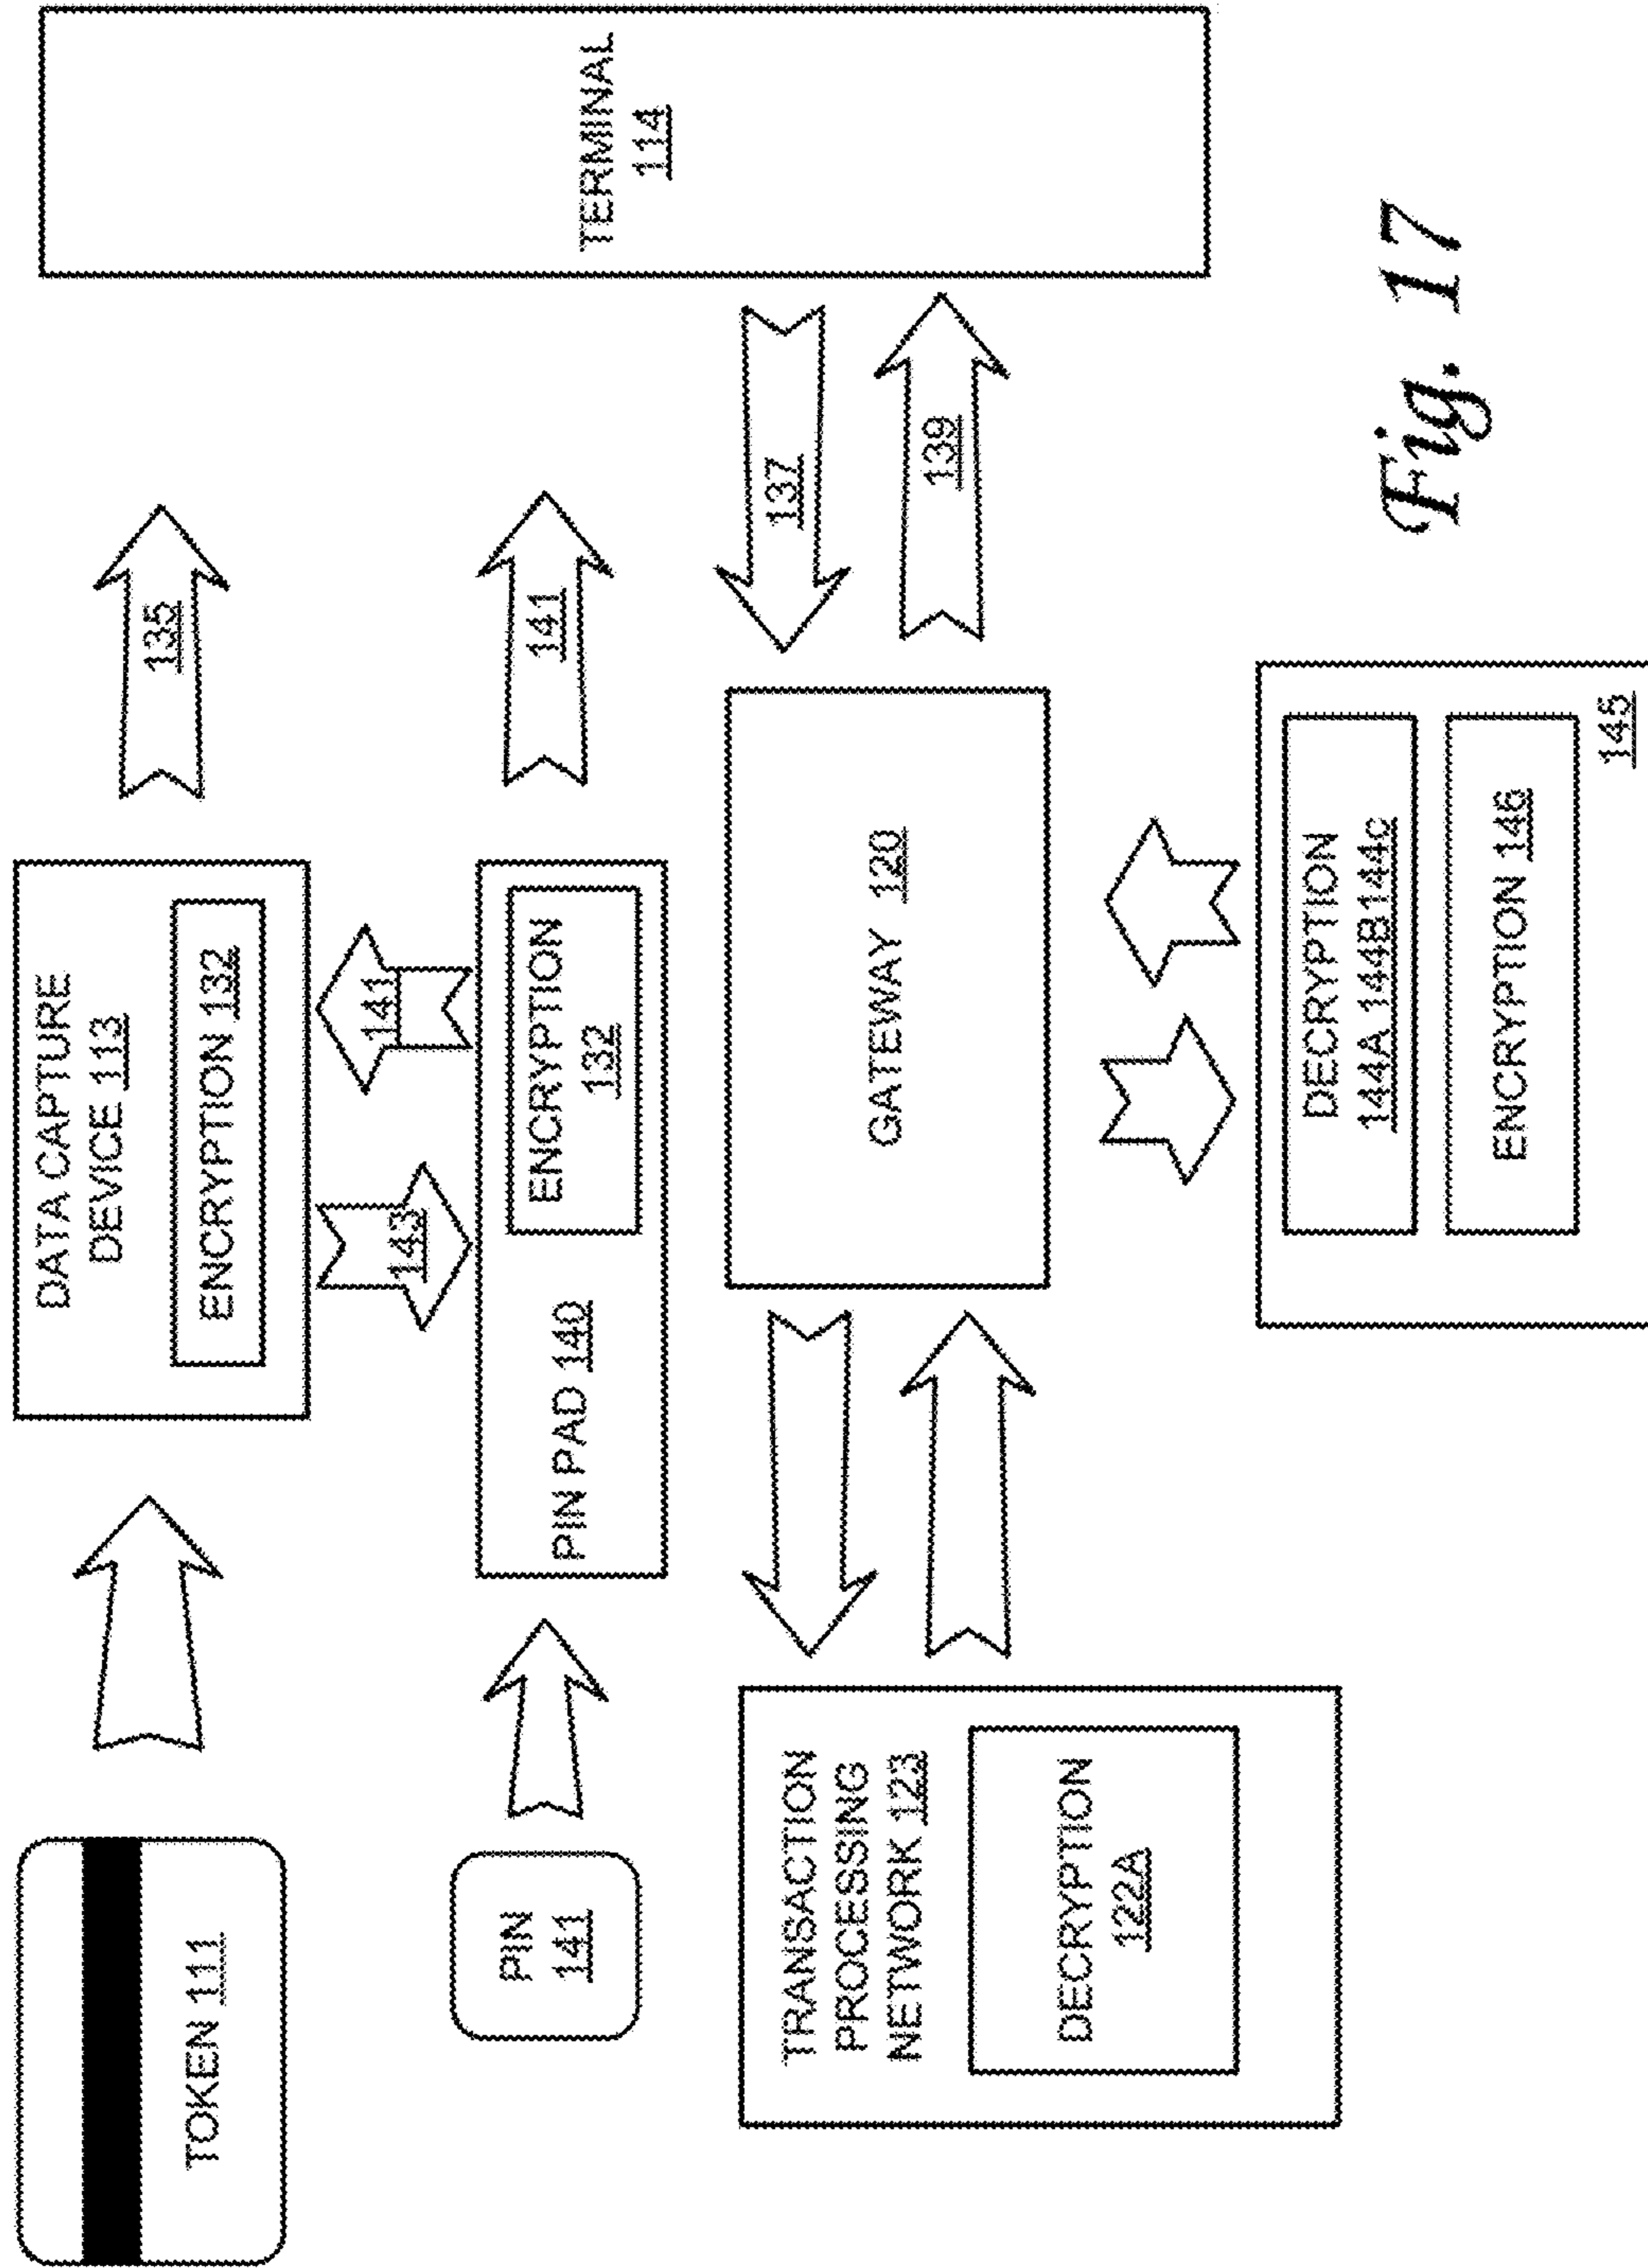 TOKEN 111
DATA CAPTURE
DEVICE 113
ENCRYPTION 132
135
143
141
PIN
141
PIN PAD 140
ENCRYPTION
132
141
TERMINAL
114
TRANSACTION
PROCESSING
NETWORK 123
DECRYPTION
122A
GATEWAY 120
137
139
DECRYPTION
144A 144B144c
ENCRYPTION 146
145
Fig. 17